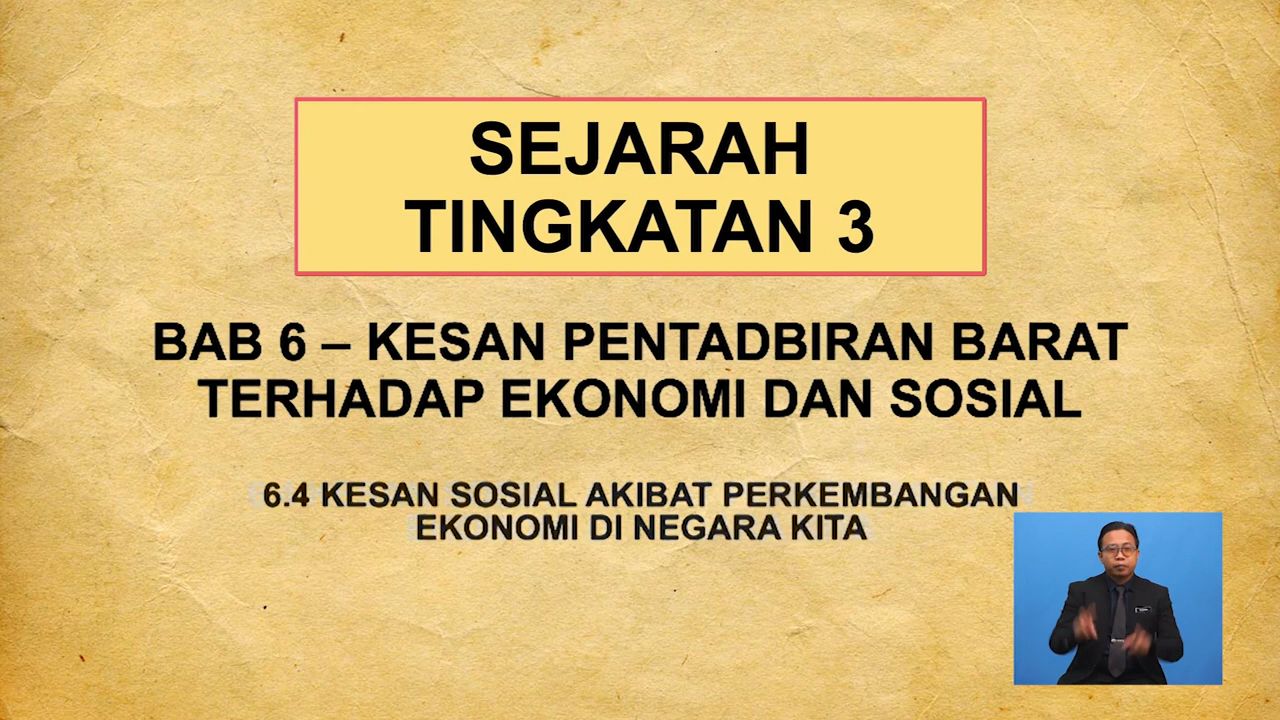 SEJARAH
TINGKATAN 3
BAB 6 – KESAN PENTADBIRAN BARAT
TERHADAP EKONOMI DAN SOSIAL
6.4 KESAN SOSIAL AKIBAT PERKEMBANGAN
EKONOMI DI NEGARA KITA